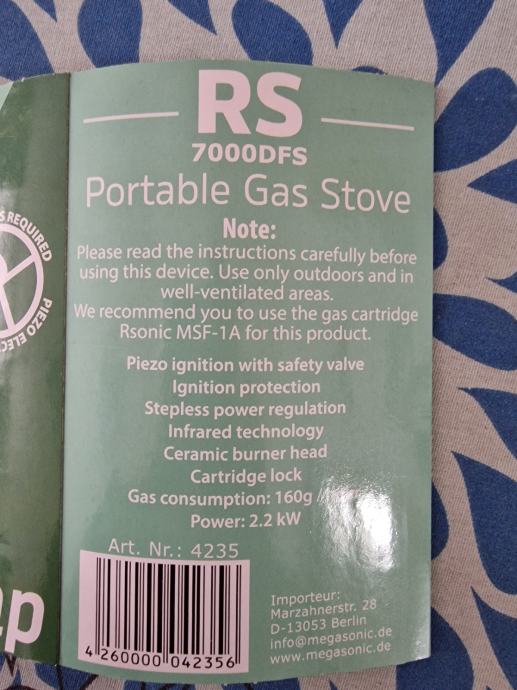 RS
7000DFS
Portable Gas Stove
Note:
Please read the instructions carefully before
using this device. Use only outdoors and in
well-ventilated areas.
We recommend you to use the gas cartridge
Rsonic MSF-1A for this product.
Piezo ignition with safety valve
Ignition protection
Stepless power regulation
Infrared technology
Ceramic burner head
Cartridge lock
Gas consumption: 160g /
Power: 2.2 kW
Art. Nr.: 4235
4 260000 042356
Importeur:
Marzahnerstr. 28
D-13053 Berlin
info@megasonic.de
www.megasonic.de
REQUIRED
PIEZO